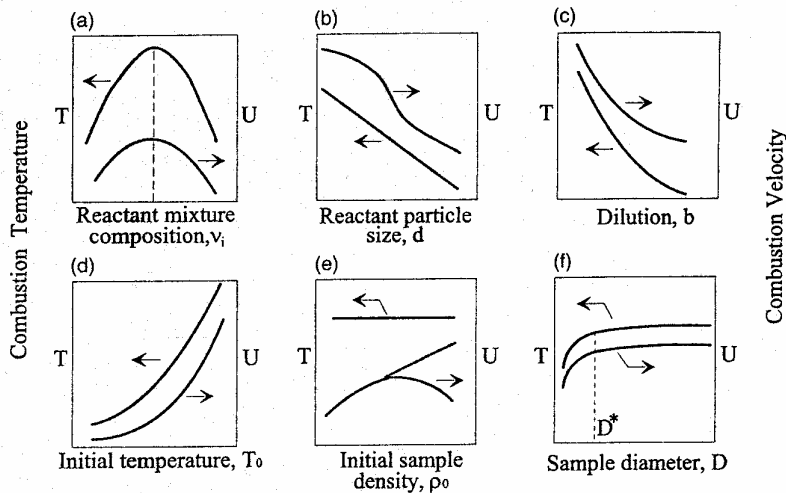 (a)
(b)
(c)
T
U
T
U
T
U
Reactant mixture
composition,νi
Reactant particle
size, d
Dilution, b
(d)
(e)
(f)
T
U
T
U
T
U
D*
Initial temperature, T₀
Initial sample
density, ρ₀
Sample diameter, D
Combustion Temperature
Combustion Velocity